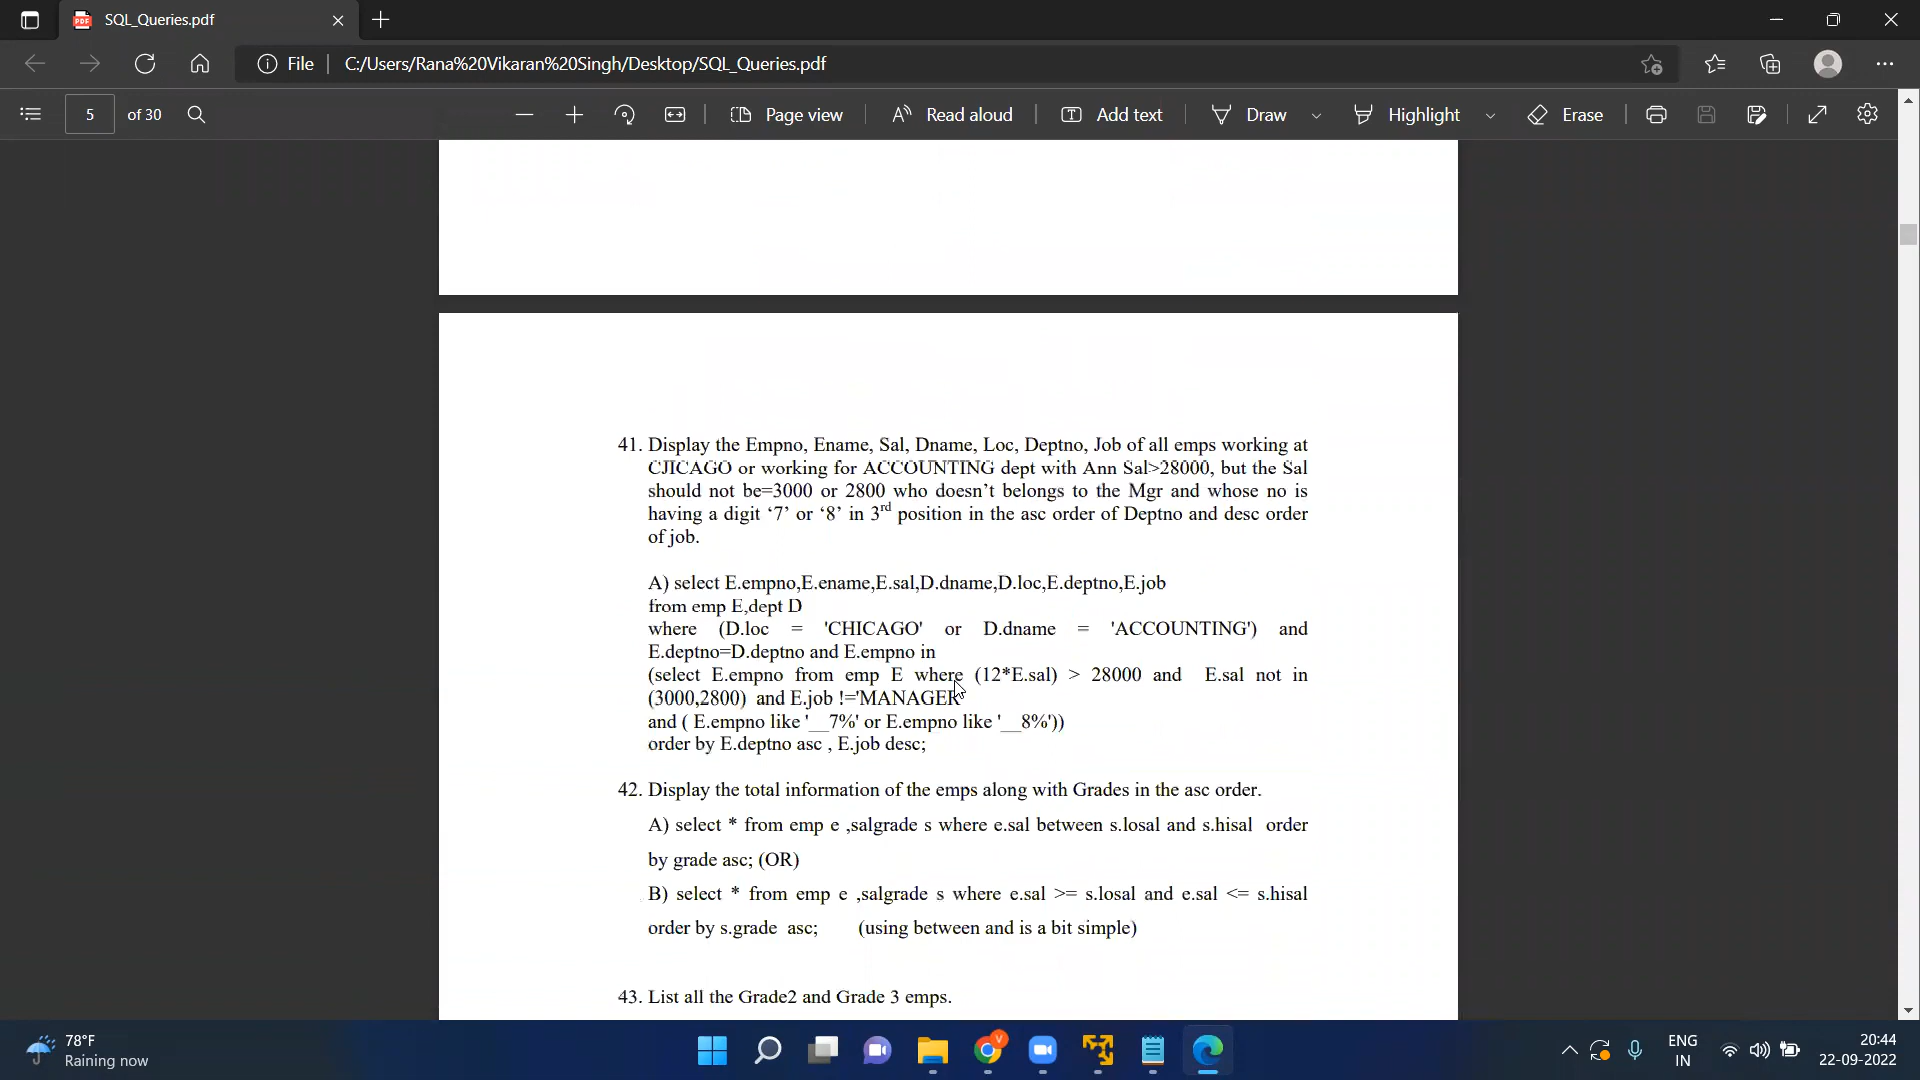 SQL_Queries.pdf
File C:/Users/Rana%20Vikaran%20Singh/Desktop/SQL_Queries.pdf
5 of 30 Page view Read aloud Add text Draw Highlight Erase
41. Display the Empno, Ename, Sal, Dname, Loc, Deptno, Job of all emps working at
CJICAGO or working for ACCOUNTING dept with Ann Sal>28000, but the Sal
should not be=3000 or 2800 who doesn’t belongs to the Mgr and whose no is
having a digit ‘7’ or ‘8’ in 3rd position in the asc order of Deptno and desc order
of job.
A) select E.empno,E.ename,E.sal,D.dname,D.loc,E.deptno,E.job
from emp E,dept D
where (D.loc = 'CHICAGO' or D.dname = 'ACCOUNTING') and
E.deptno=D.deptno and E.empno in
(select E.empno from emp E where (12*E.sal) > 28000 and E.sal not in
(3000,2800) and E.job !='MANAGER'
and ( E.empno like '__7%' or E.empno like '__8%'))
order by E.deptno asc , E.job desc;
42. Display the total information of the emps along with Grades in the asc order.
A) select * from emp e ,salgrade s where e.sal between s.losal and s.hisal order
by grade asc; (OR)
B) select * from emp e ,salgrade s where e.sal >= s.losal and e.sal <= s.hisal
order by s.grade asc; (using between and is a bit simple)
43. List all the Grade2 and Grade 3 emps.
78°F
Raining now
ENG
IN
20:44
22-09-2022